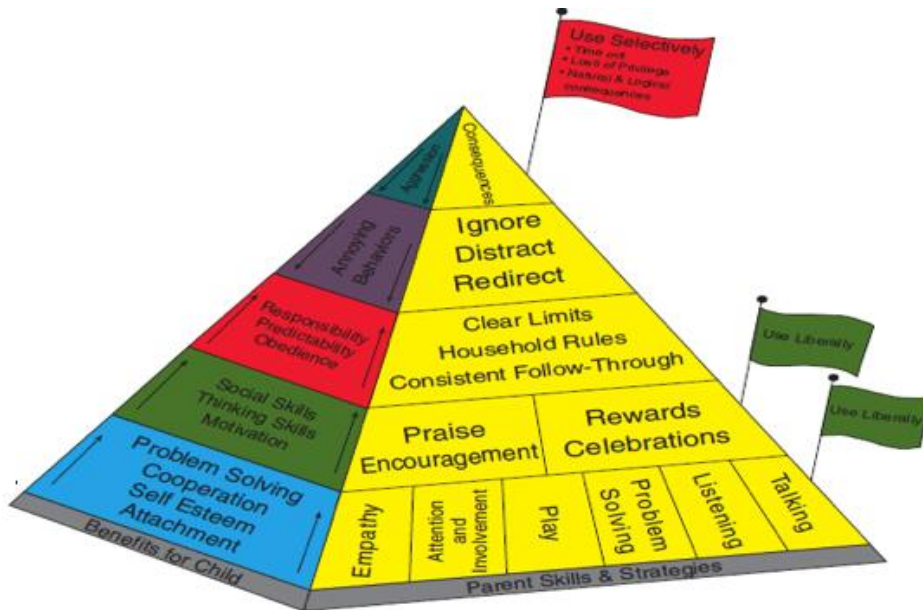 Use Selectively
• Time out
• Loss of Privilege
• Natural & Logical
consequences
Aggression
Consequences
Annoying
Behaviors
Ignore
Distract
Redirect
Responsibility
Predictability
Obedience
Clear Limits
Household Rules
Consistent Follow-Through
Use Liberally
Social Skills
Thinking Skills
Motivation
Praise
Encouragement
Rewards
Celebrations
Use Liberally
Problem Solving
Cooperation
Self Esteem
Attachment
Empathy
Attention
and
Involvement
Play
Problem
Solving
Listening
Talking
Benefits for Child
Parent Skills & Strategies